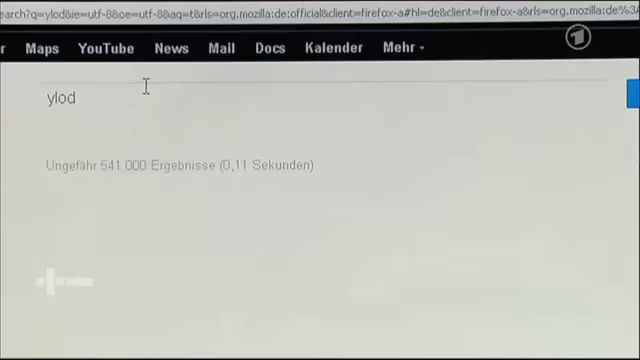 earch?q=ylod&ie=utf-8&oe=utf-8&aq=t&rls=org.mozilla:de:official&client=firefox-a#hl=de&client=firefox-a&rls=org.mozilla:de%3
r Maps YouTube News Mail Docs Kalender Mehr
ylod
Ungefähr 541.000 Ergebnisse (0,11 Sekunden)